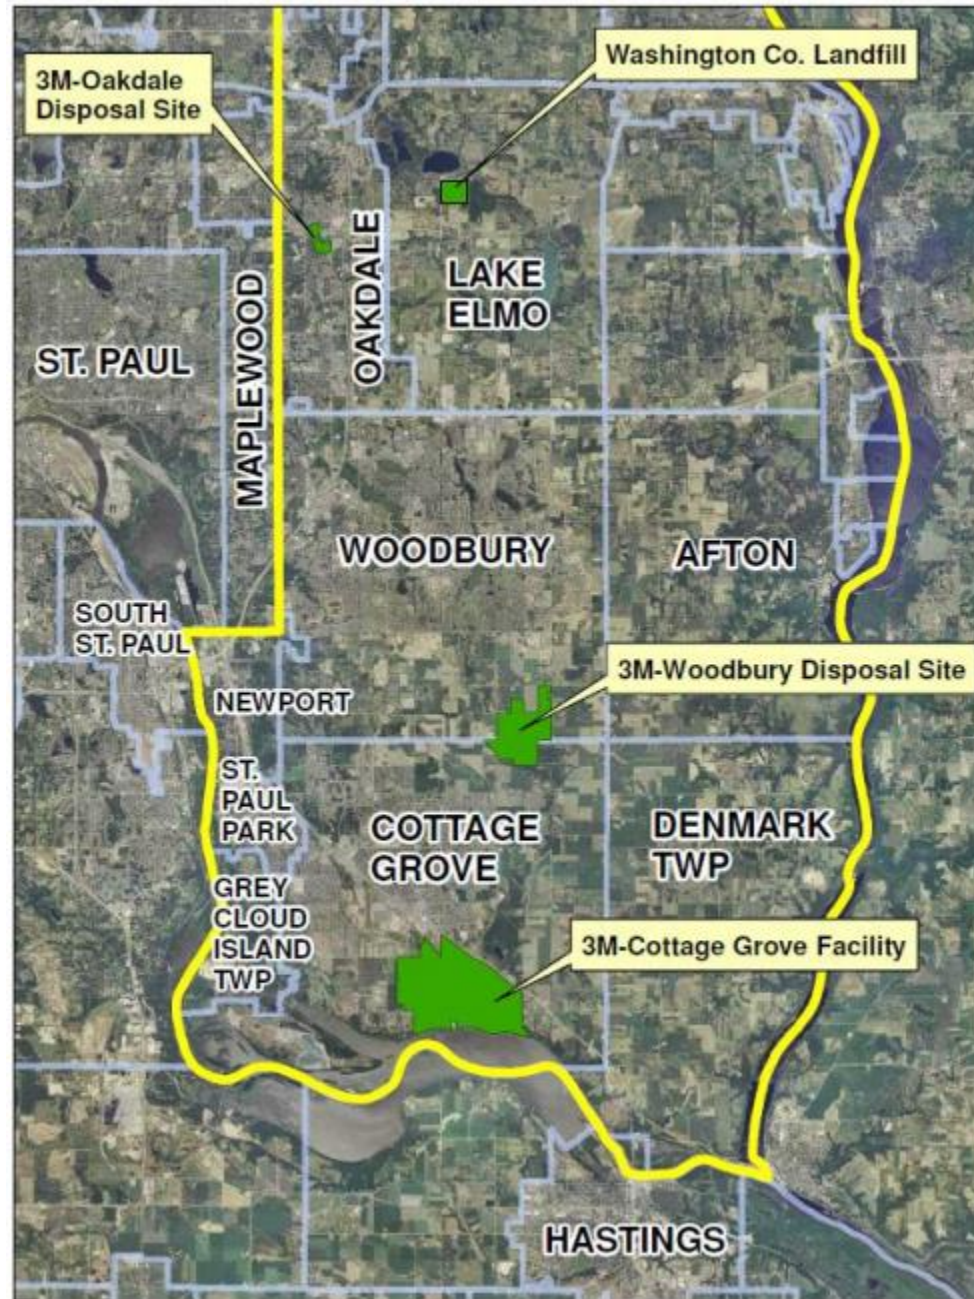 Washington Co. Landfill
3M-Oakdale
Disposal Site
OAKDALE
LAKE
ELMO
MAPLEWOOD
ST. PAUL
WOODBURY
AFTON
SOUTH
ST. PAUL
3M-Woodbury Disposal Site
NEWPORT
ST.
PAUL
PARK
COTTAGE
GROVE
DENMARK
TWP
GREY
CLOUD
ISLAND
TWP
3M-Cottage Grove Facility
HASTINGS